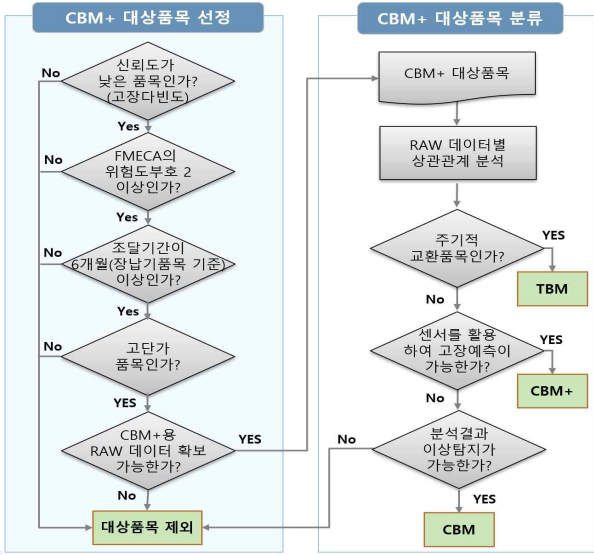 CBM+ 대상품목 선정
No
신뢰도가
낮은 품목인가?
(고장다빈도)
Yes
No
FMECA의
위험도부호 2
이상인가?
Yes
No
조달기간이
6개월(장납기품목 기준)
이상인가?
Yes
No
고단가
품목인가?
YES
CBM+용
RAW 데이터 확보
가능한가?
YES
No
대상품목 제외
CBM+ 대상품목 분류
CBM+ 대상품목
RAW 데이터별
상관관계 분석
주기적
교환품목인가?
YES
TBM
No
센서를 활용
하여 고장예측이
가능한가?
YES
CBM+
No
분석결과
이상탐지가
가능한가?
No
YES
CBM